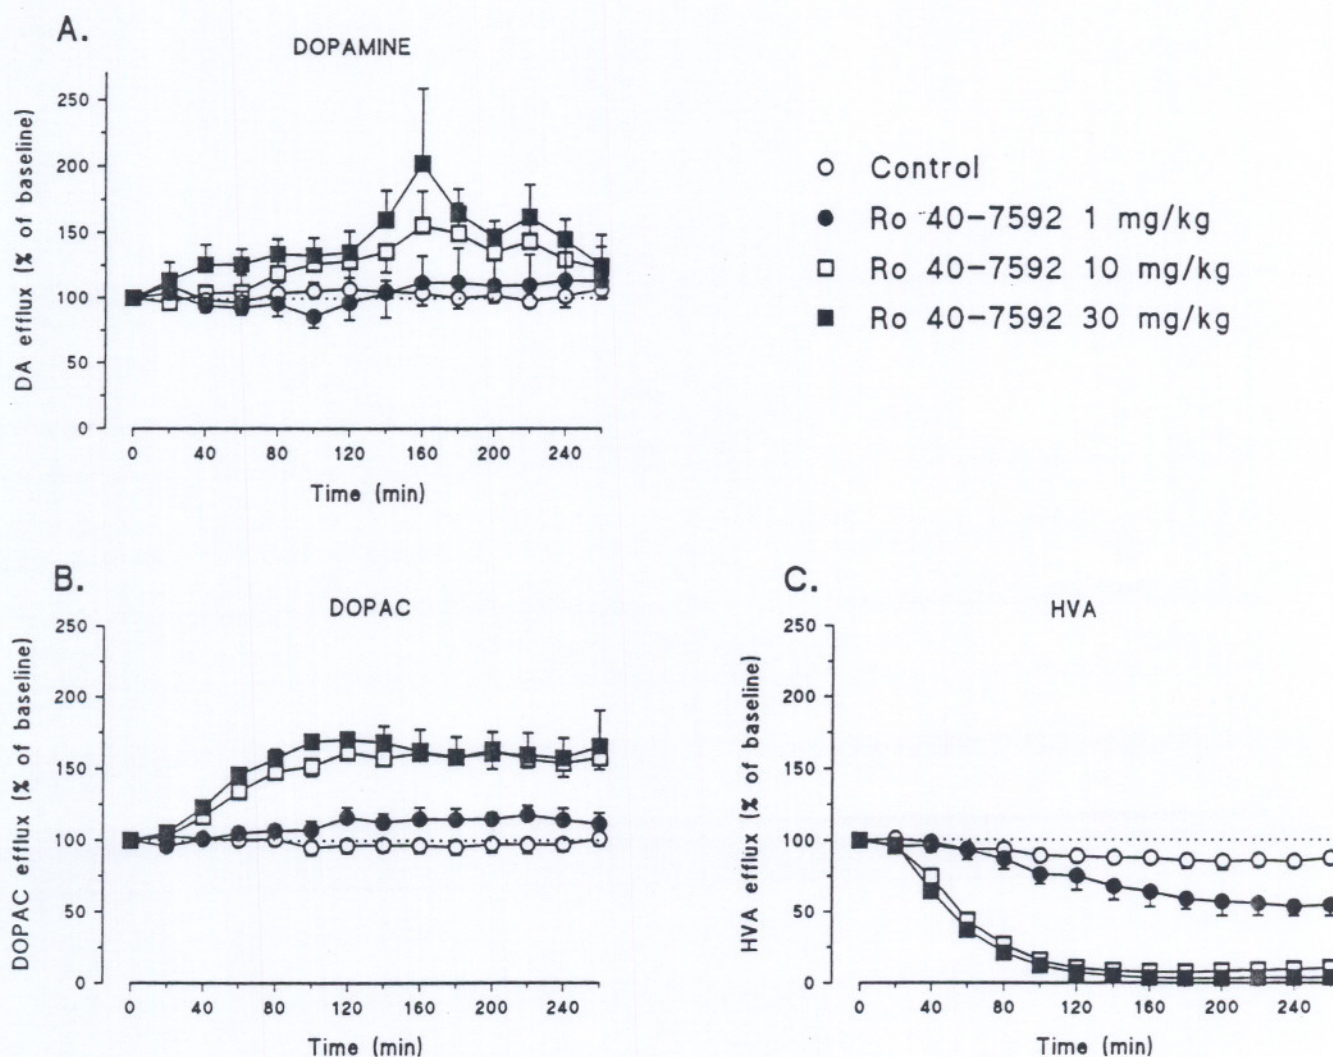 A.
DOPAMINE
DA efflux (% of baseline)
250
200
150
100
50
0
0 40 80 120 160 200 240
Time (min)
Control
Ro 40-7592 1 mg/kg
Ro 40-7592 10 mg/kg
Ro 40-7592 30 mg/kg
B.
DOPAC
DOPAC efflux (% of baseline)
250
200
150
100
50
0
0 40 80 120 160 200 240
Time (min)
C.
HVA
HVA efflux (% of baseline)
250
200
150
100
50
0
0 40 80 120 160 200 240
Time (min)